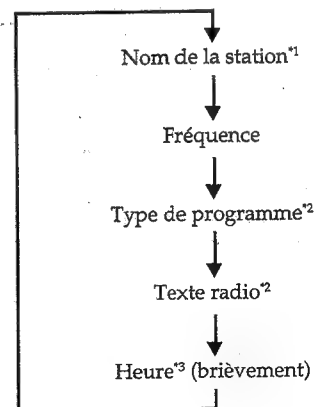 Nom de la station*1
Fréquence
Type de programme*2
Texte radio*2
Heure*3 (brièvement)